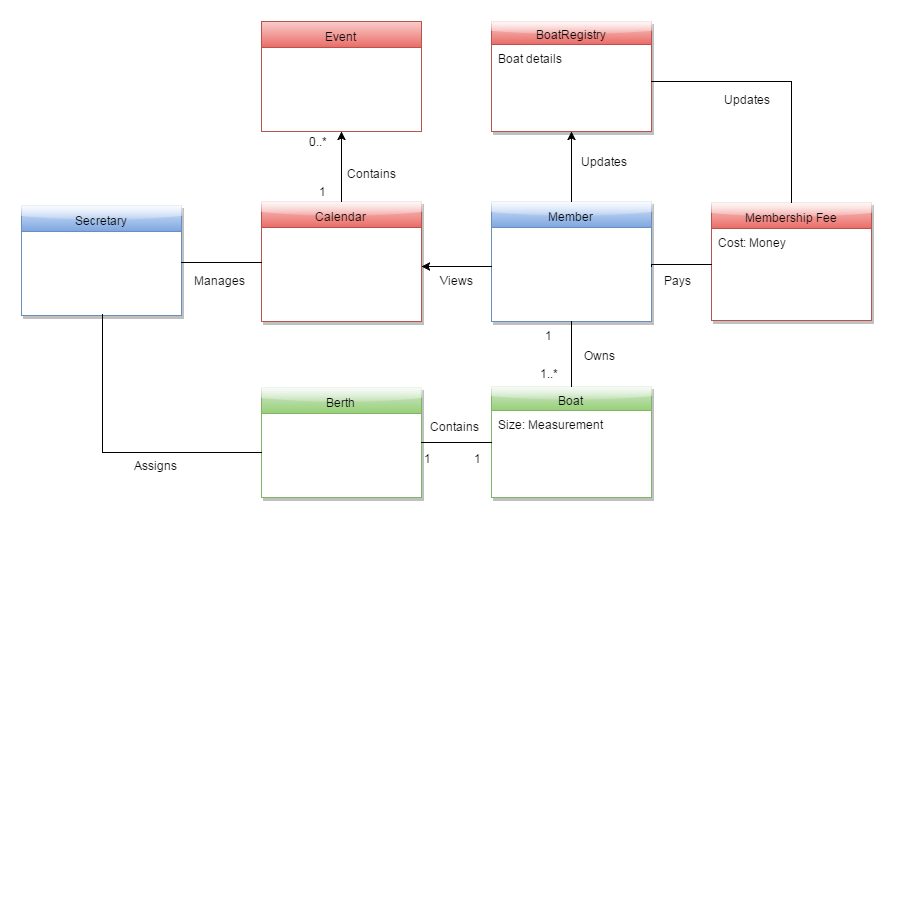 Event
BoatRegistry
Boat details
Updates
0..*
Contains
1
Updates
Secretary
Calendar
Member
Membership Fee
Cost: Money
Manages
Views
Pays
1
Owns
1..*
Berth
Boat
Size: Measurement
Contains
1
1
Assigns